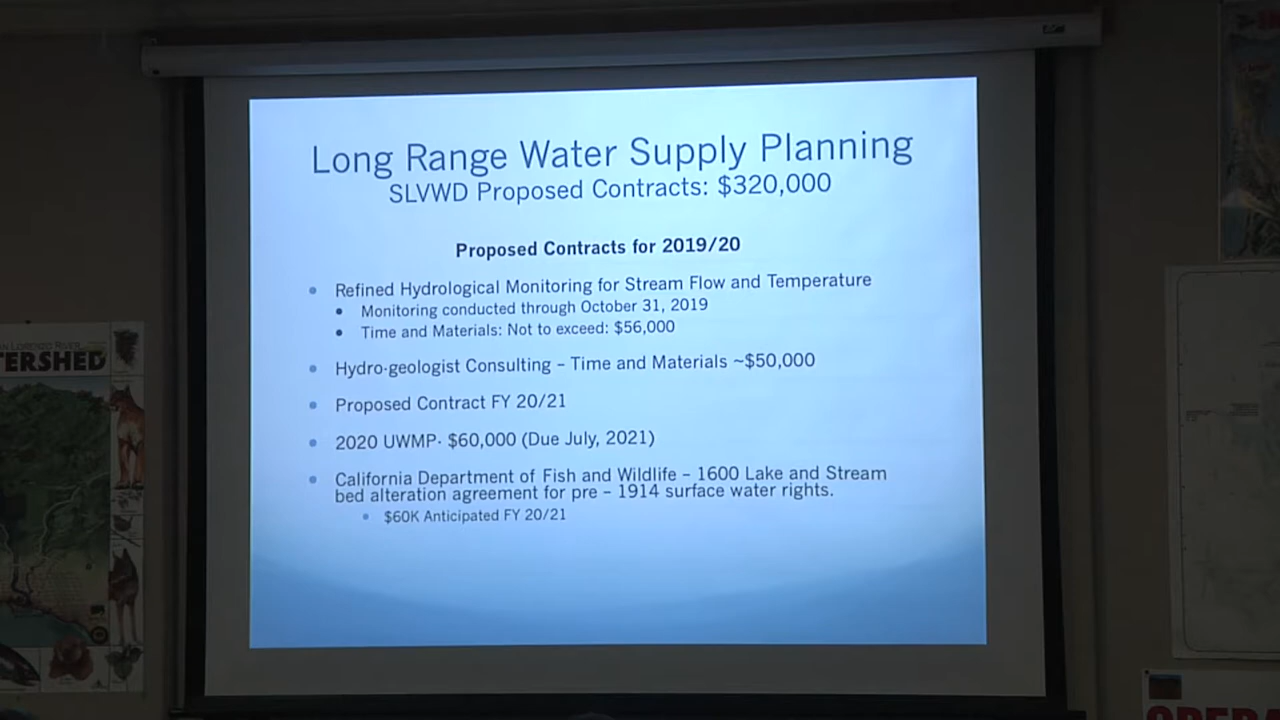 Long Range Water Supply Planning
SLVWD Proposed Contracts: $320,000
Proposed Contracts for 2019/20
• Refined Hydrological Monitoring for Stream Flow and Temperature
• Monitoring conducted through October 31, 2019
• Time and Materials: Not to exceed: $56,000
• Hydro-geologist Consulting – Time and Materials ~$50,000
• Proposed Contract FY 20/21
• 2020 UWMP- $60,000 (Due July, 2021)
• California Department of Fish and Wildlife – 1600 Lake and Stream
bed alteration agreement for pre – 1914 surface water rights.
• $60K Anticipated FY 20/21
AN LORENZO RIVER
TERSHED